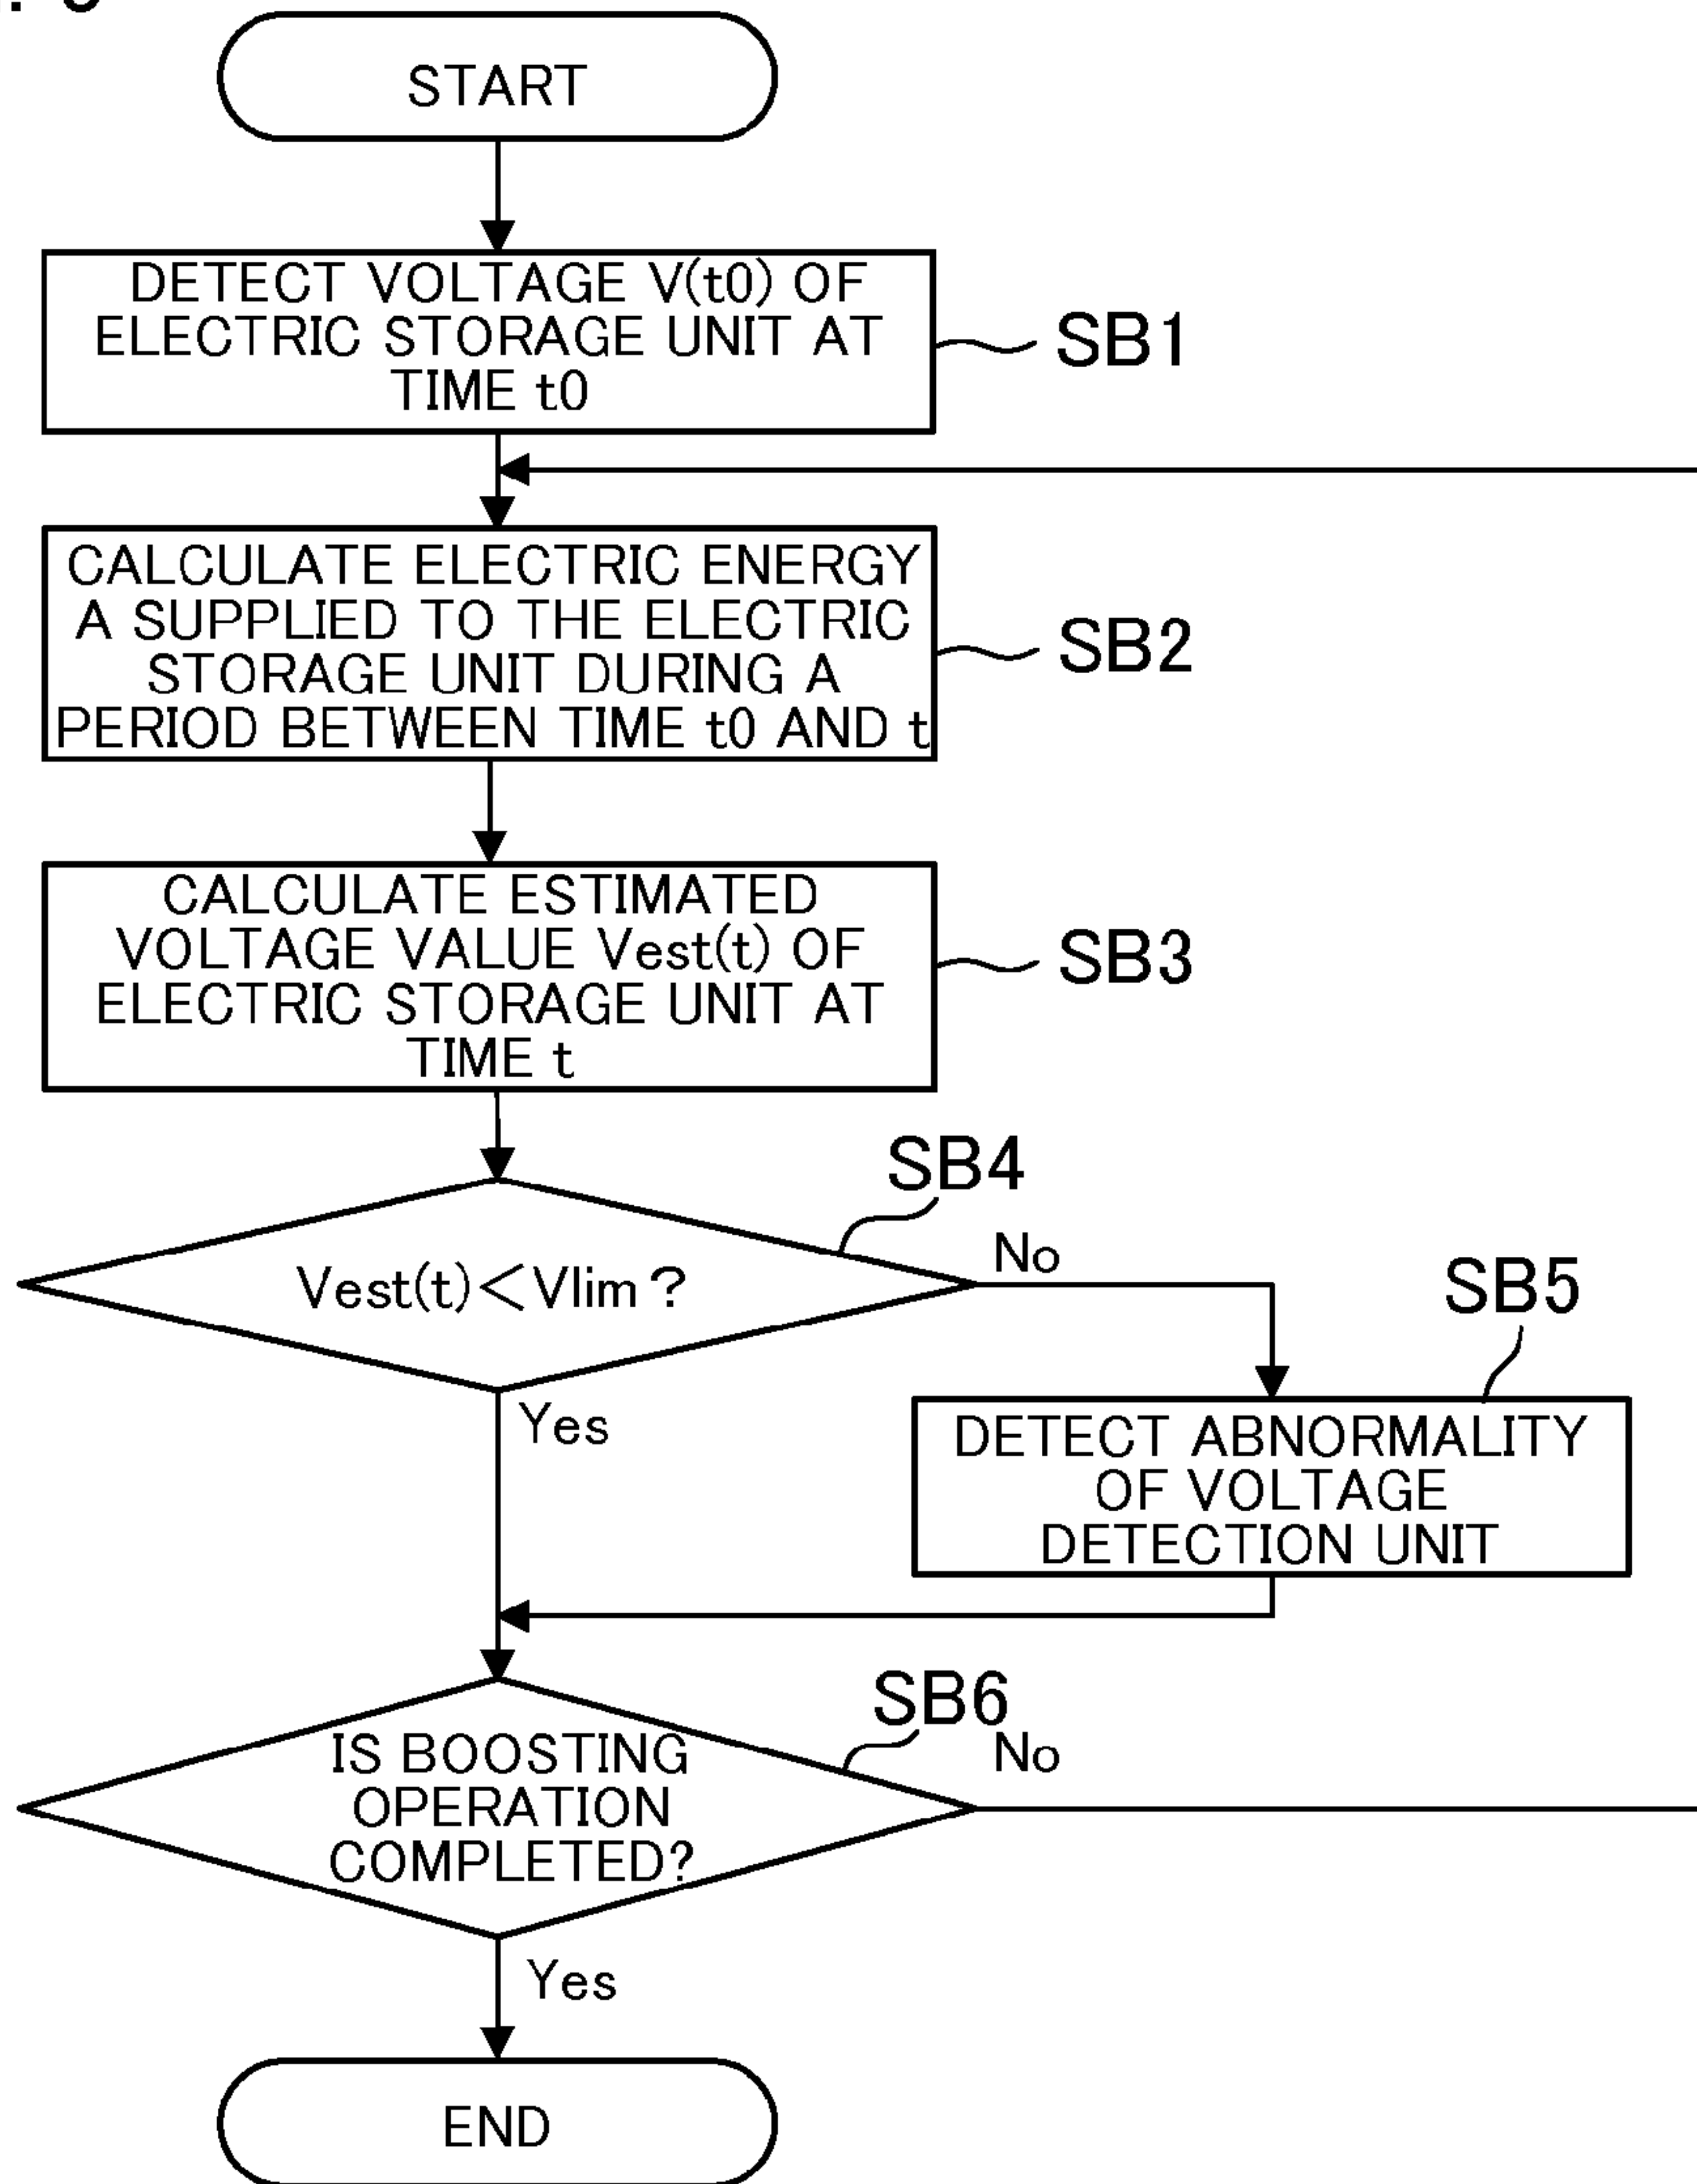 START
DETECT VOLTAGE V(t0) OF
ELECTRIC STORAGE UNIT AT
TIME t0
SB1
CALCULATE ELECTRIC ENERGY
A SUPPLIED TO THE ELECTRIC
STORAGE UNIT DURING A
PERIOD BETWEEN TIME t0 AND t
SB2
CALCULATE ESTIMATED
VOLTAGE VALUE Vest(t) OF
ELECTRIC STORAGE UNIT AT
TIME t
SB3
SB4
Vest(t)<Vlim?
No
Yes
SB5
DETECT ABNORMALITY
OF VOLTAGE
DETECTION UNIT
SB6
IS BOOSTING
OPERATION
COMPLETED?
No
Yes
END